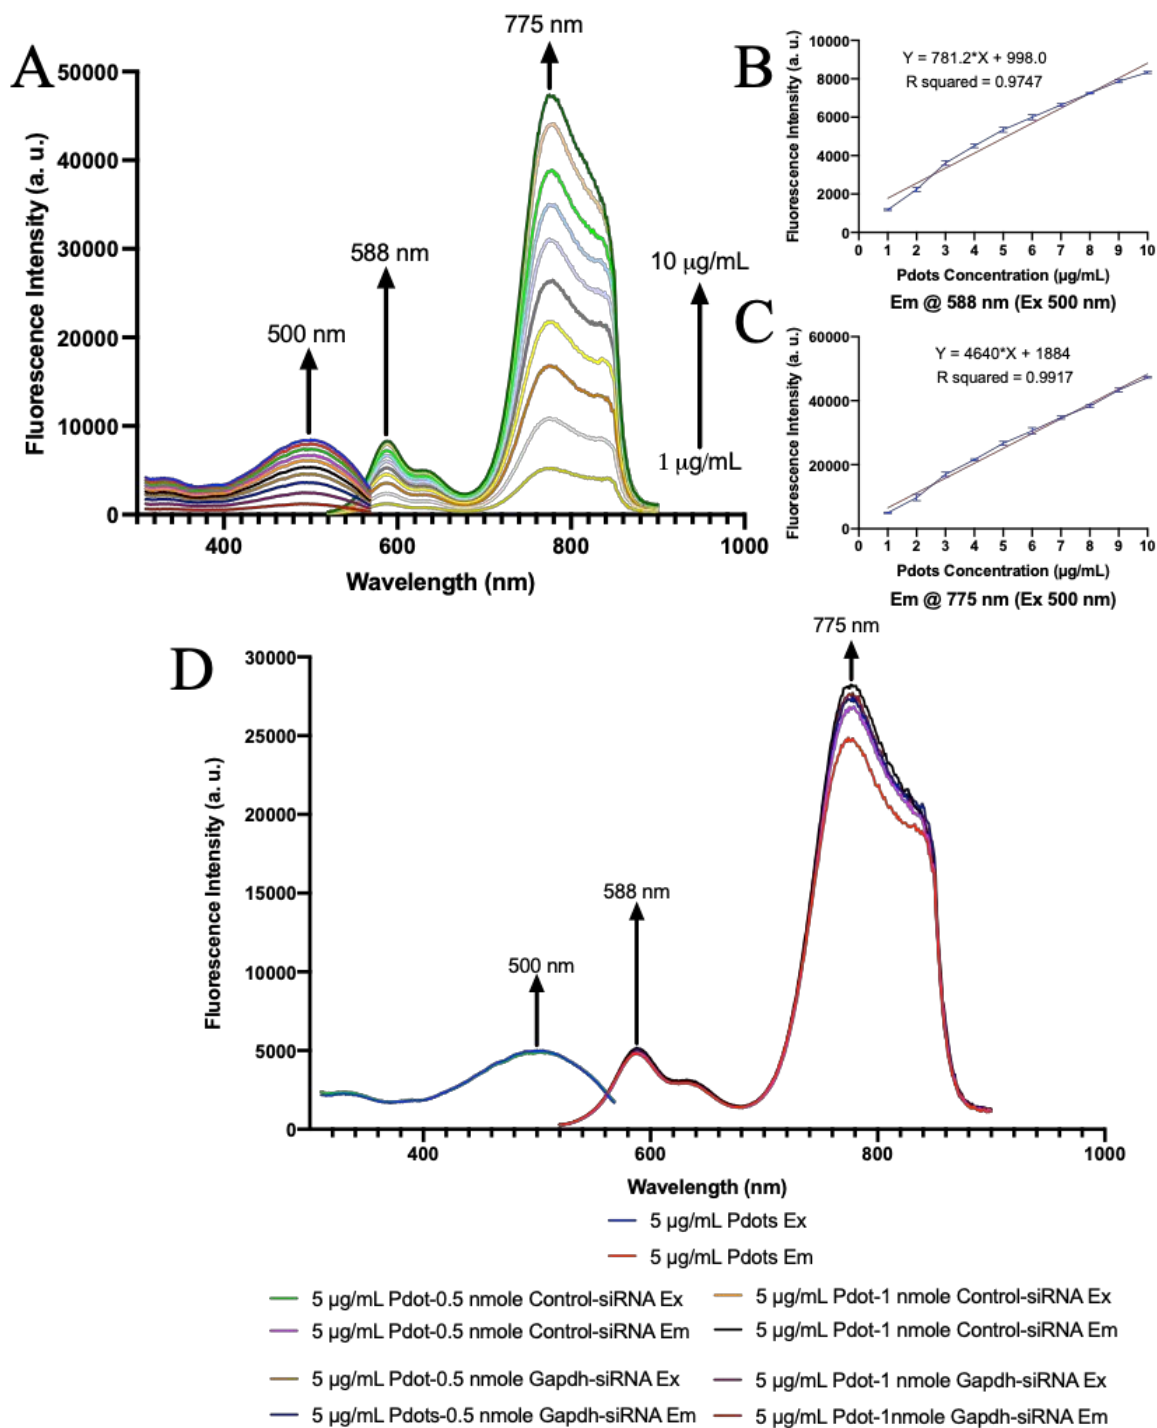 A
775 nm
50000
40000
30000
20000
10000
0
Fluorescence Intensity (a. u.)
500 nm
588 nm
10 µg/mL
1 µg/mL
400
600
800
1000
Wavelength (nm)
B
10000
8000
6000
4000
2000
0
Fluorescence Intensity (a. u.)
Y = 781.2*X + 998.0
R squared = 0.9747
0 1 2 3 4 5 6 7 8 9 10
Pdots Concentration (µg/mL)
Em @ 588 nm (Ex 500 nm)
C
60000
40000
20000
0
Fluorescence Intensity (a. u.)
Y = 4640*X + 1884
R squared = 0.9917
0 1 2 3 4 5 6 7 8 9 10
Pdots Concentration (µg/mL)
Em @ 775 nm (Ex 500 nm)
D
30000
25000
20000
15000
10000
5000
0
Fluorescence Intensity (a. u.)
775 nm
588 nm
500 nm
400
600
800
1000
Wavelength (nm)
5 µg/mL Pdots Ex
5 µg/mL Pdots Em
5 µg/mL Pdot-0.5 nmole Control-siRNA Ex
5 µg/mL Pdot-1 nmole Control-siRNA Ex
5 µg/mL Pdot-0.5 nmole Control-siRNA Em
5 µg/mL Pdot-1 nmole Control-siRNA Em
5 µg/mL Pdot-0.5 nmole Gapdh-siRNA Ex
5 µg/mL Pdot-1 nmole Gapdh-siRNA Ex
5 µg/mL Pdots-0.5 nmole Gapdh-siRNA Em
5 µg/mL Pdot-1nmole Gapdh-siRNA Em